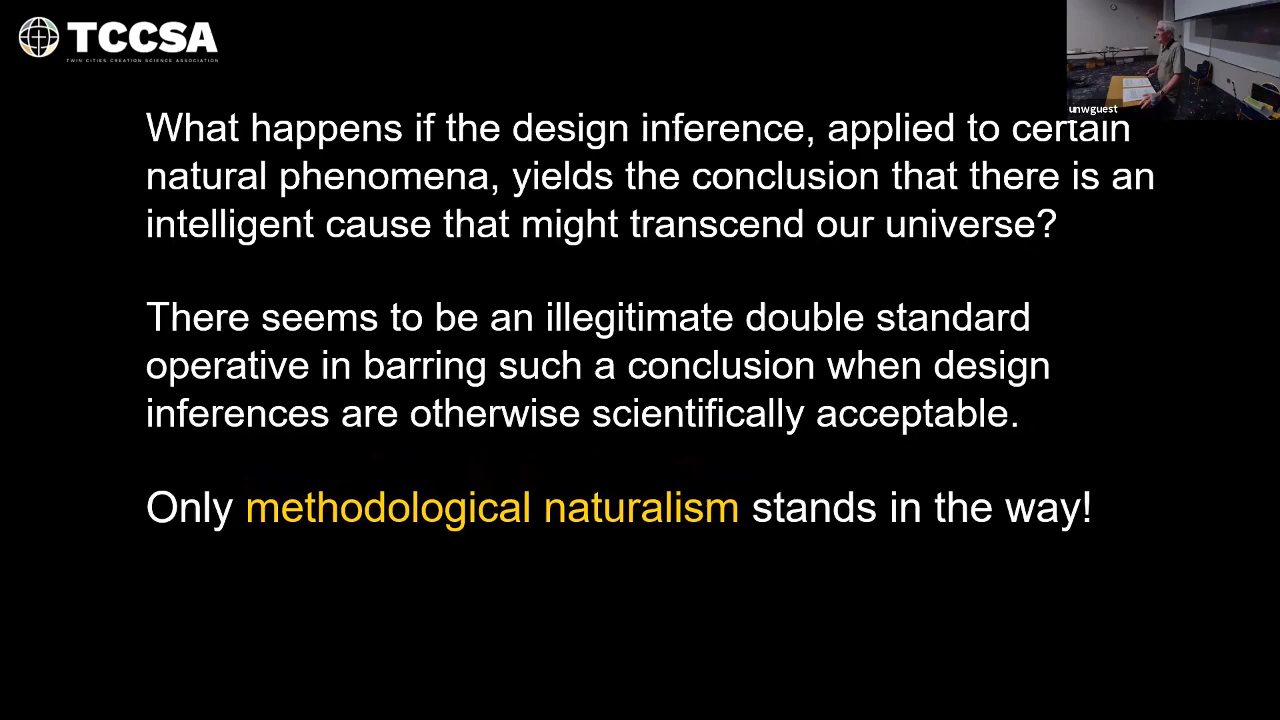 TCCSA
TWIN CITIES CREATION SCIENCE ASSOCIATION
unwguest
What happens if the design inference, applied to certain
natural phenomena, yields the conclusion that there is an
intelligent cause that might transcend our universe?
There seems to be an illegitimate double standard
operative in barring such a conclusion when design
inferences are otherwise scientifically acceptable.
Only methodological naturalism stands in the way!